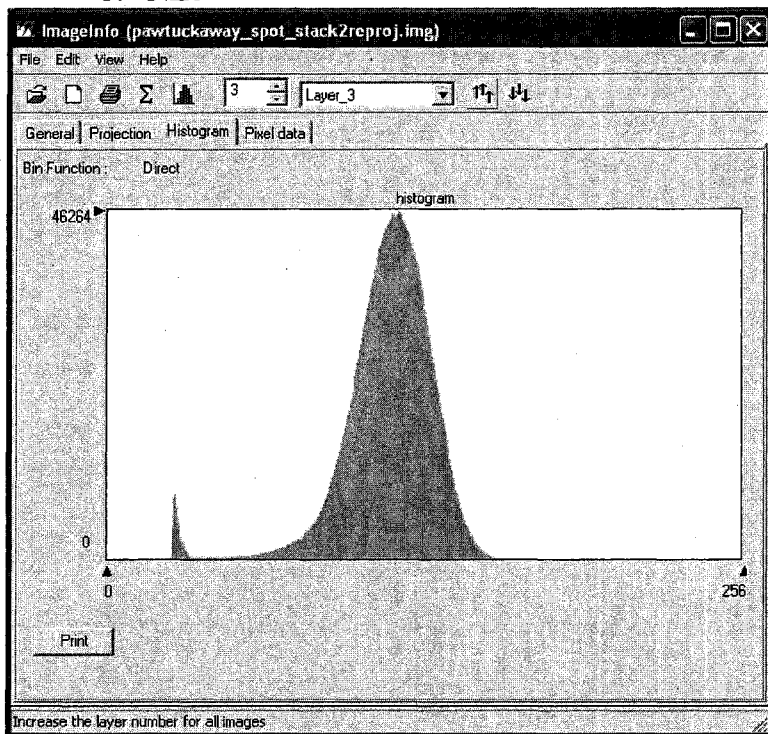 ImageInfo (pawtuckaway_spot_stack2reproj.img)
File Edit View Help
Σ 3 Layer_3
General Projection Histogram Pixel data
Bin Function : Direct
histogram
46264
0
0 256
Print
Increase the layer number for all images